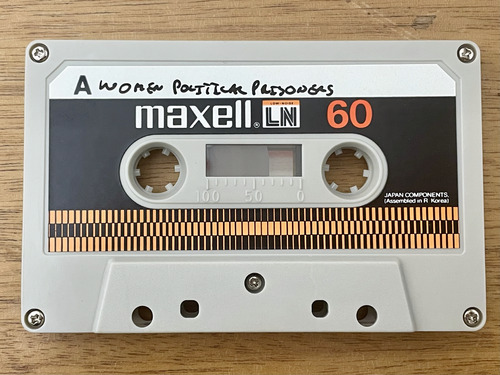 A WOMEN POLITICAL PRISONERS
maxell® LOW-NOISE LN 60
100 50 0
JAPAN COMPONENTS.
(Assembled in R. Korea)